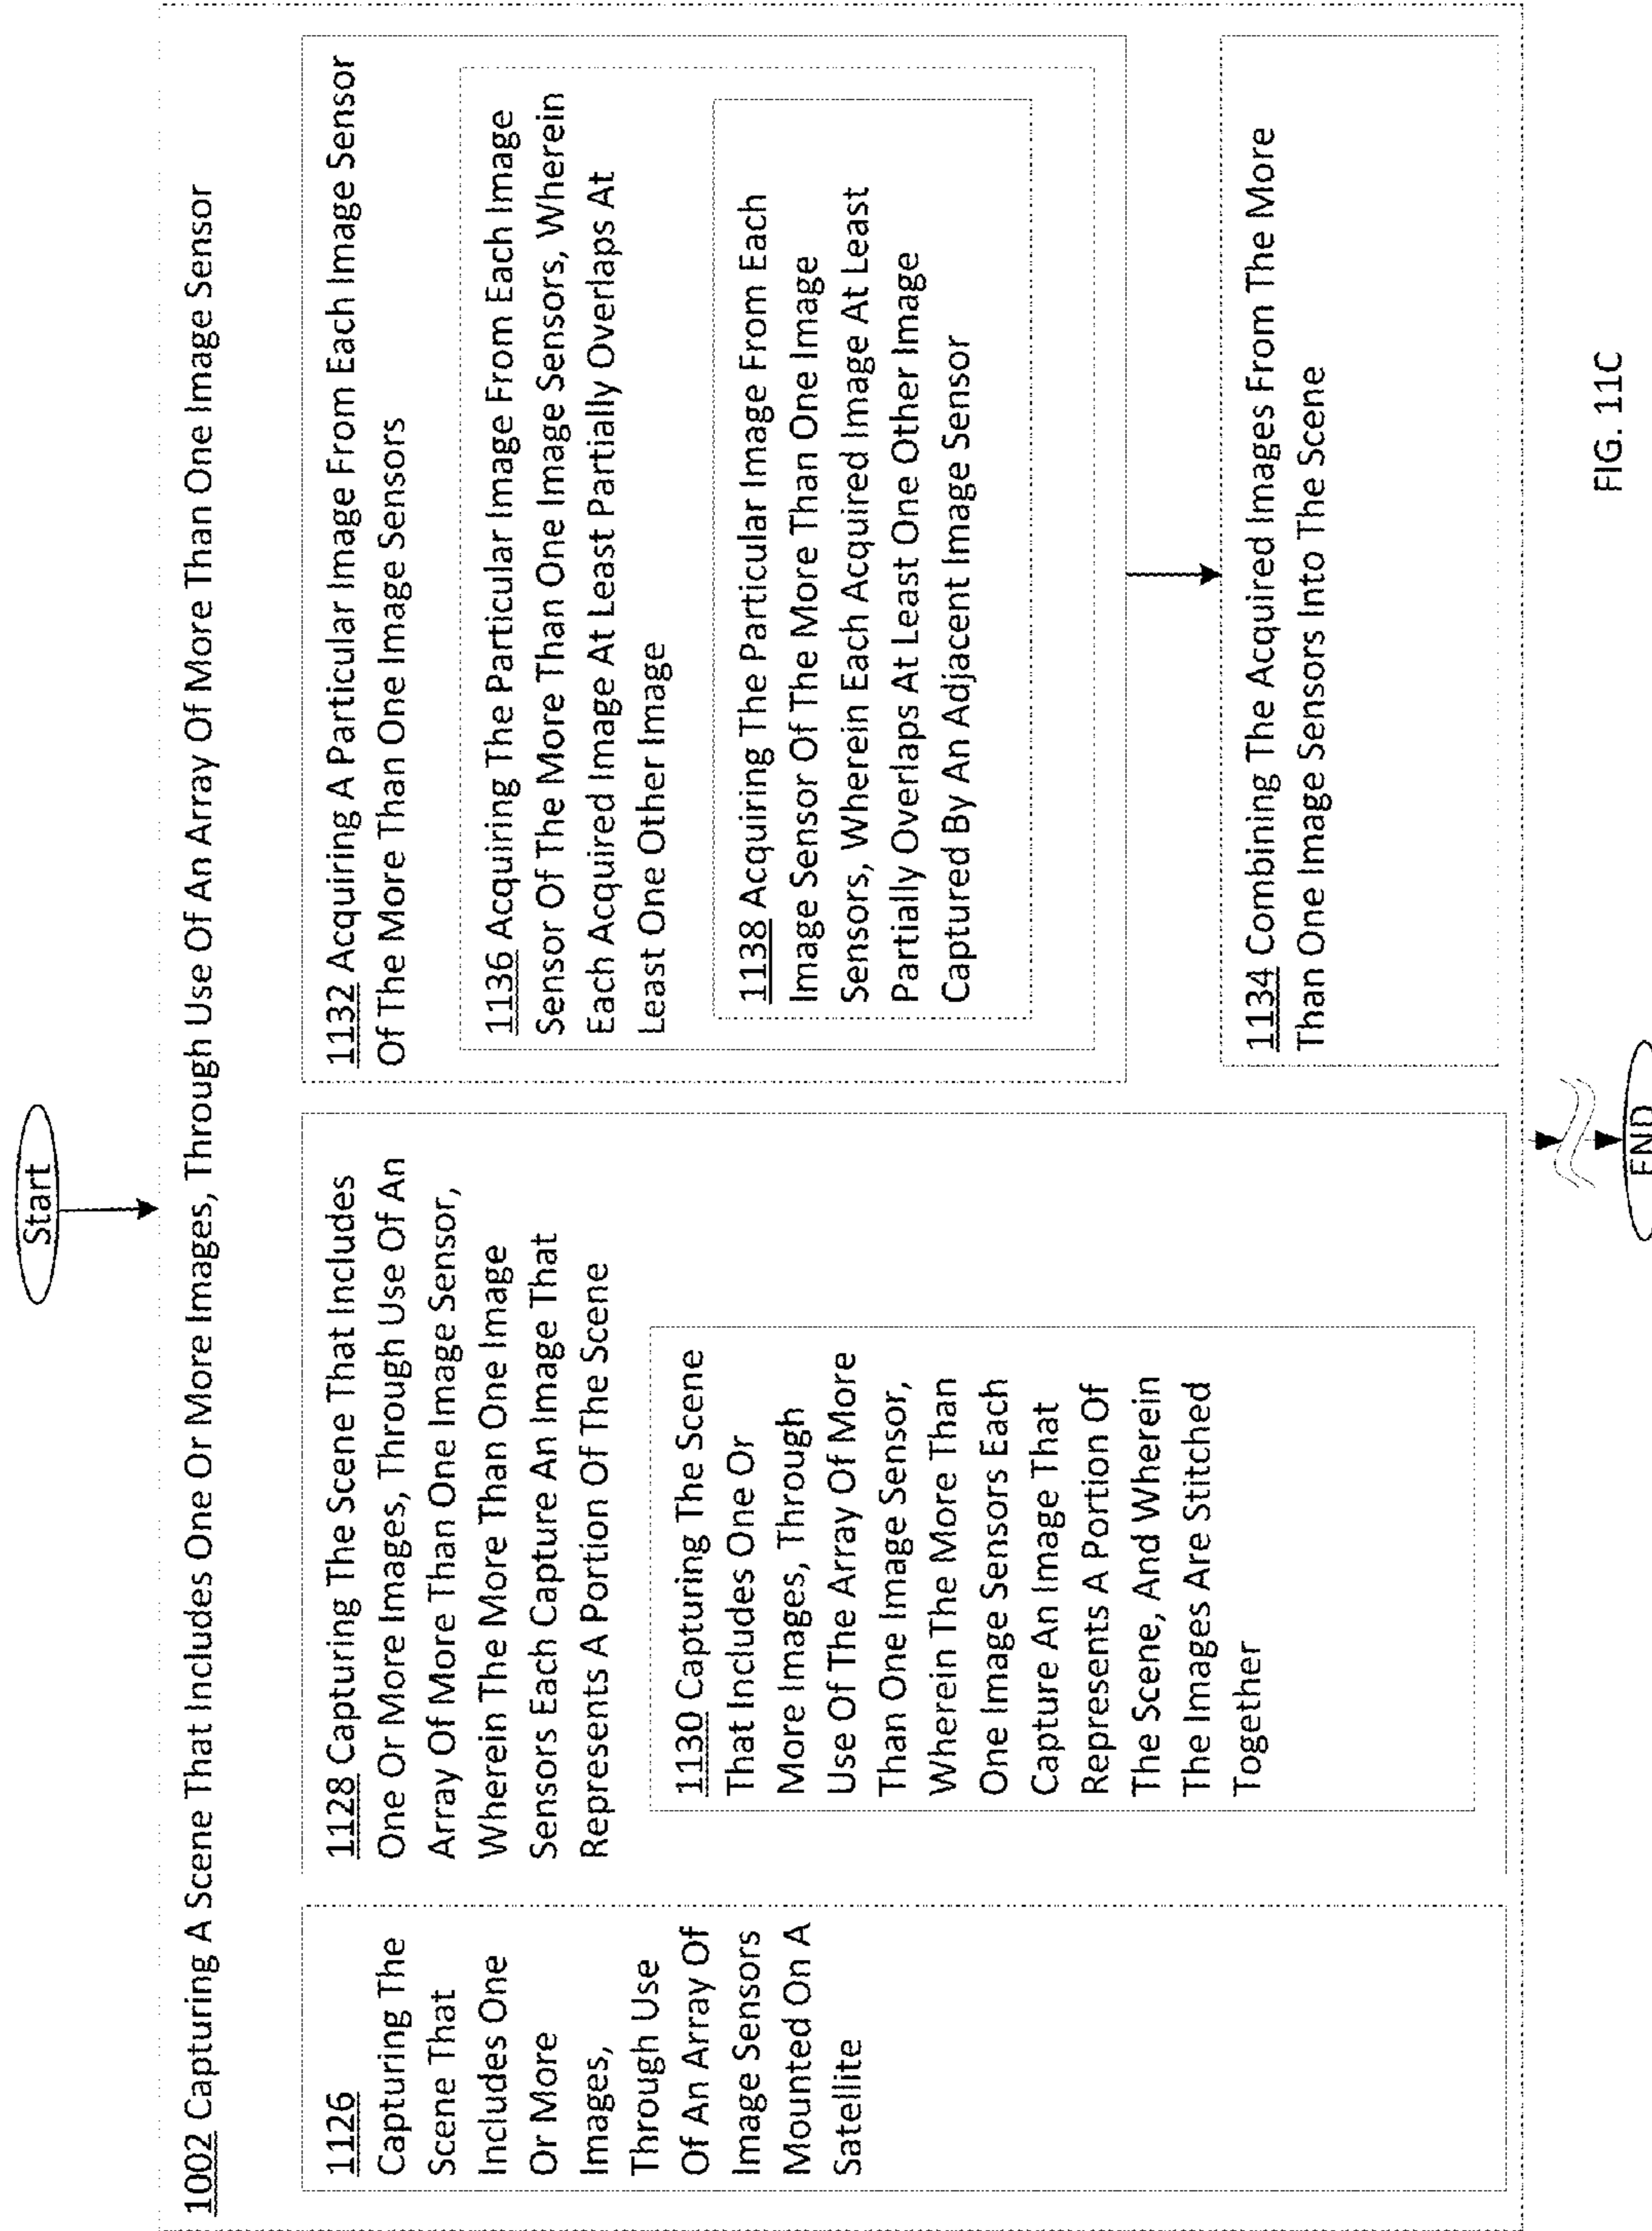 Start
1002 Capturing A Scene That Includes One Or More Images, Through Use Of An Array Of More Than One Image Sensor
1126
Capturing The
Scene That
Includes One
Or More
Images,
Through Use
Of An Array Of
Image Sensors
Mounted On A
Satellite
1128 Capturing The Scene That Includes
One Or More Images, Through Use Of An
Array Of More Than One Image Sensor,
Wherein The More Than One Image
Sensors Each Capture An Image That
Represents A Portion Of The Scene
1130 Capturing The Scene
That Includes One Or
More Images, Through
Use Of The Array Of More
Than One Image Sensor,
Wherein The More Than
One Image Sensors Each
Capture An Image That
Represents A Portion Of
The Scene, And Wherein
The Images Are Stitched
Together
1132 Acquiring A Particular Image From Each Image Sensor
Of The More Than One Image Sensors
1136 Acquiring The Particular Image From Each Image
Sensor Of The More Than One Image Sensors, Wherein
Each Acquired Image At Least Partially Overlaps At
Least One Other Image
1138 Acquiring The Particular Image From Each
Image Sensor Of The More Than One Image
Sensors, Wherein Each Acquired Image At Least
Partially Overlaps At Least One Other Image
Captured By An Adjacent Image Sensor
1134 Combining The Acquired Images From The More
Than One Image Sensors Into The Scene
END
FIG. 11C